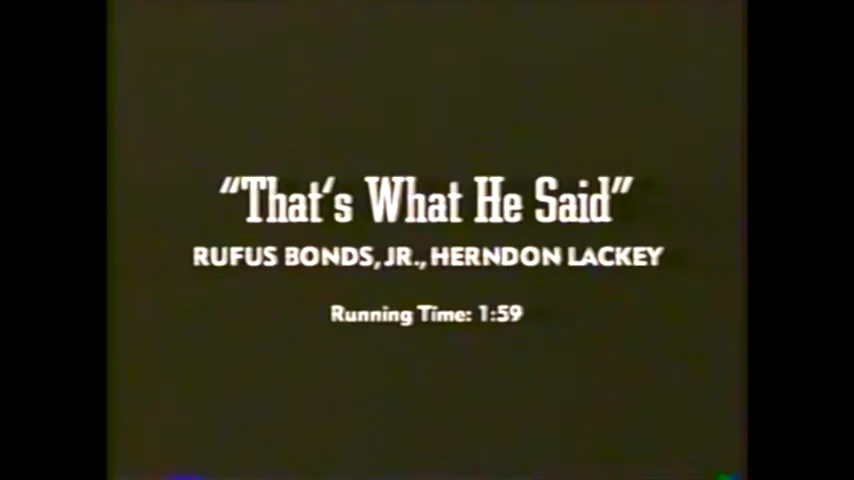 “That‘s What He Said”
RUFUS BONDS, JR., HERNDON LACKEY
Running Time: 1:59